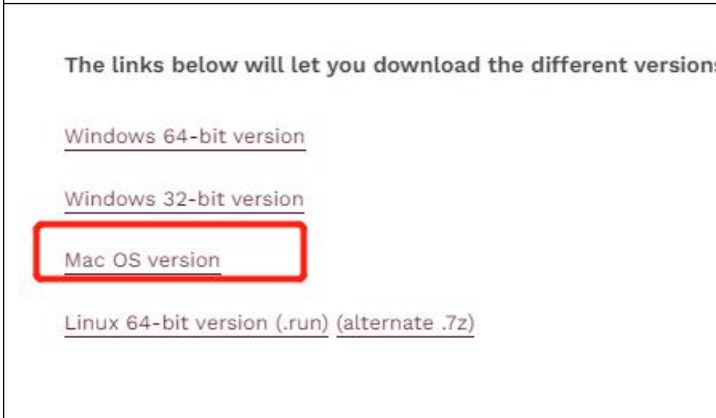 The links below will let you download the different versions
Windows 64-bit version
Windows 32-bit version
Mac OS version
Linux 64-bit version (.run) (alternate .7z)